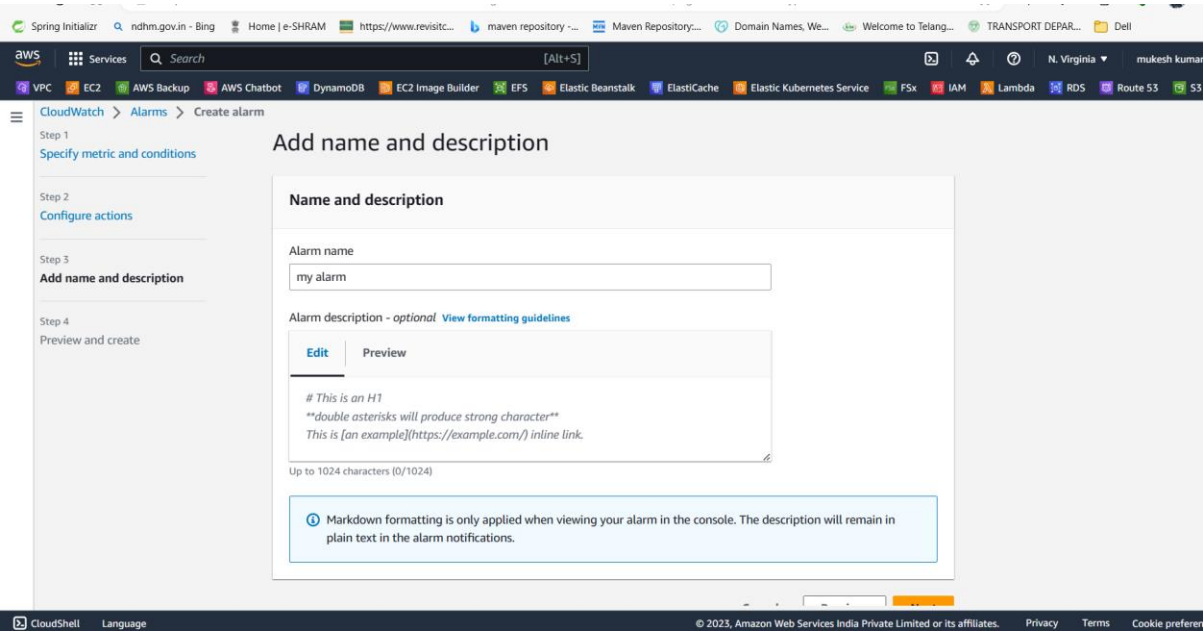 Spring Initializr ndhm.gov.in - Bing Home | e-SHRAM https://www.revisitc... maven repository -... Maven Repository:... Domain Names, We... Welcome to Telang... TRANSPORT DEPAR... Dell
aws Services Search [Alt+S] N. Virginia mukesh kumar
VPC EC2 AWS Backup AWS Chatbot DynamoDB EC2 Image Builder EFS Elastic Beanstalk ElastiCache Elastic Kubernetes Service FSx IAM Lambda RDS Route 53 S3
CloudWatch > Alarms > Create alarm
Step 1
Specify metric and conditions
Step 2
Configure actions
Step 3
Add name and description
Step 4
Preview and create
Add name and description
Name and description
Alarm name
my alarm
Alarm description - optional View formatting guidelines
Edit Preview
# This is an H1
**double asterisks will produce strong character**
This is [an example](https://example.com/) inline link.
Up to 1024 characters (0/1024)
Markdown formatting is only applied when viewing your alarm in the console. The description will remain in
plain text in the alarm notifications.
CloudShell Language © 2023, Amazon Web Services India Private Limited or its affiliates. Privacy Terms Cookie preferen